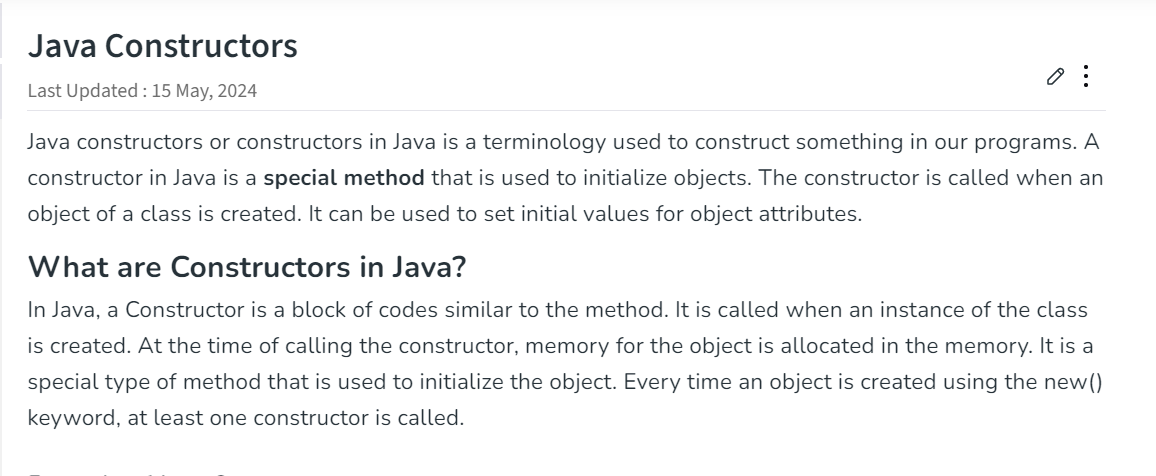 Java Constructors
Last Updated : 15 May, 2024
Java constructors or constructors in Java is a terminology used to construct something in our programs. A
constructor in Java is a special method that is used to initialize objects. The constructor is called when an
object of a class is created. It can be used to set initial values for object attributes.
What are Constructors in Java?
In Java, a Constructor is a block of codes similar to the method. It is called when an instance of the class
is created. At the time of calling the constructor, memory for the object is allocated in the memory. It is a
special type of method that is used to initialize the object. Every time an object is created using the new()
keyword, at least one constructor is called.